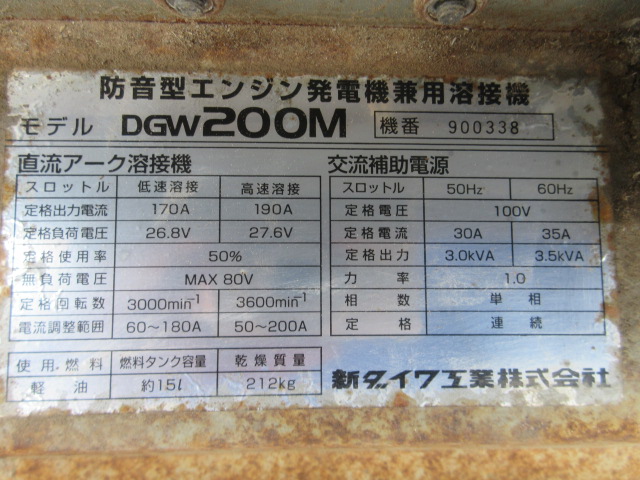 防音型エンジン発電機兼用溶接機
モデル DGW200M 機番 900338
直流アーク溶接機
スロットル 低速溶接 高速溶接
定格出力電流 170A 190A
定格負荷電圧 26.8V 27.6V
定格使用率 50%
無負荷電圧 MAX 80V
定格回転数 3000min⁻¹ 3600min⁻¹
電流調整範囲 60～180A 50～200A
交流補助電源
スロットル 50Hz 60Hz
定格電圧 100V
定格電流 30A 35A
定格出力 3.0kVA 3.5kVA
力率 1.0
相数 単相
定格 連続
使用燃料 燃料タンク容量 乾燥質量
軽油 約15ℓ 212kg
新ダイワ工業株式会社